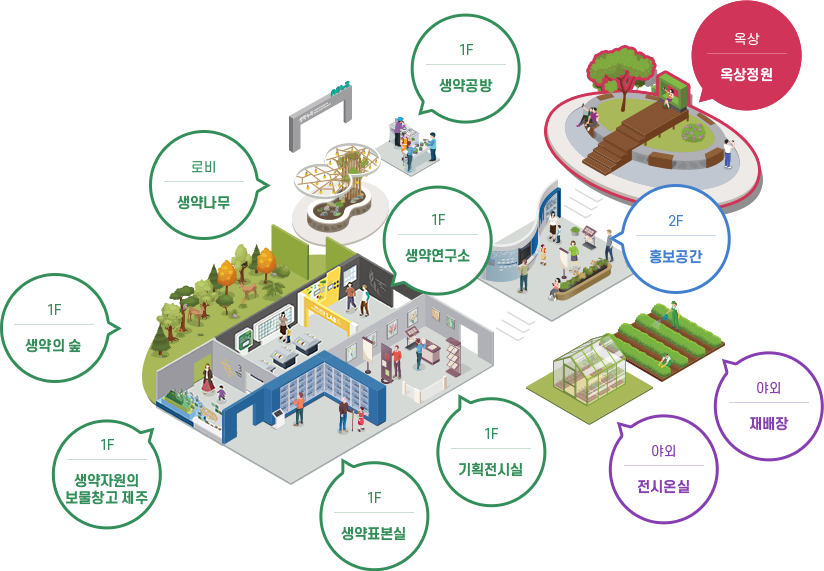 1F
생약공방
옥상
옥상정원
로비
생약나무
1F
생약연구소
2F
홍보공간
1F
생약의 숲
LAB
야외
재배장
1F
생약자원의
보물창고 제주
1F
기획전시실
야외
전시온실
1F
생약표본실